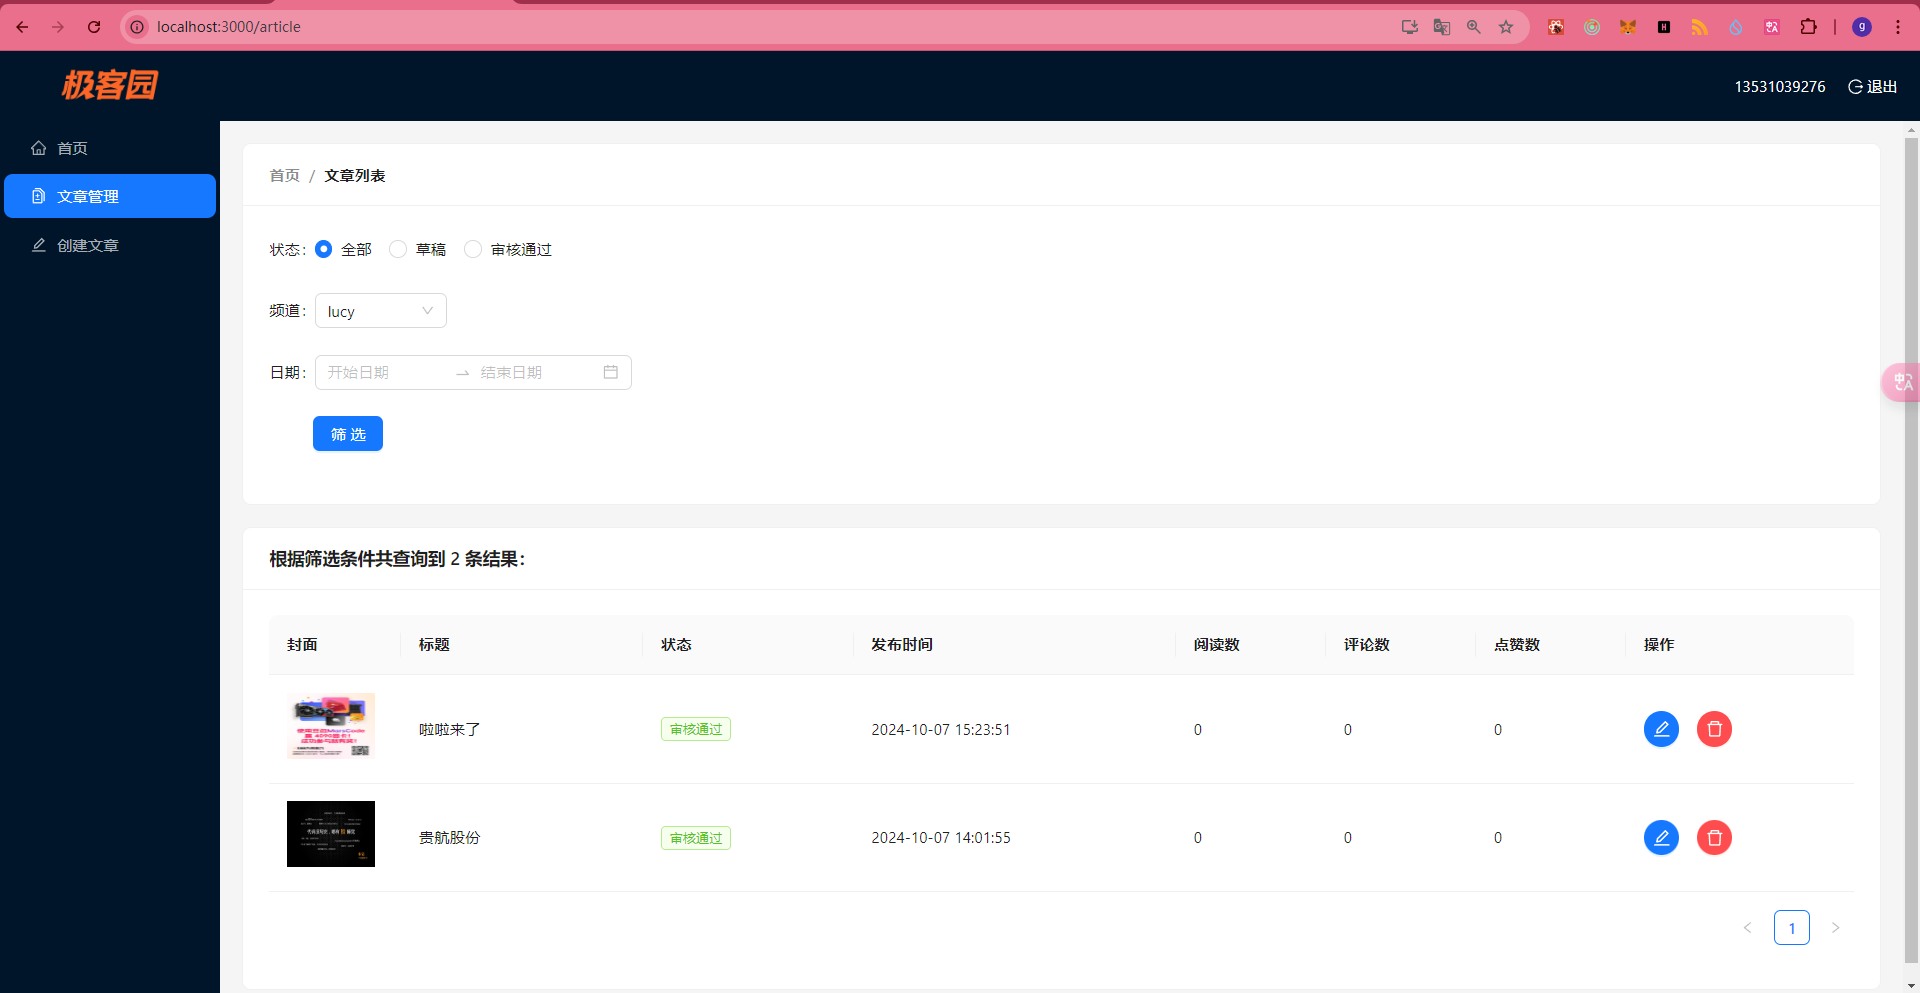 localhost:3000/article
g
极客园
13531039276 退出
首页
文章管理
创建文章
首页 / 文章列表
状态: 全部 草稿 审核通过
频道: lucy
日期: 开始日期 → 结束日期
筛 选
根据筛选条件共查询到 2 条结果：
封面 标题 状态 发布时间 阅读数 评论数 点赞数 操作
啦啦来了 审核通过 2024-10-07 15:23:51 0 0 0
贵航股份 审核通过 2024-10-07 14:01:55 0 0 0
< 1 >